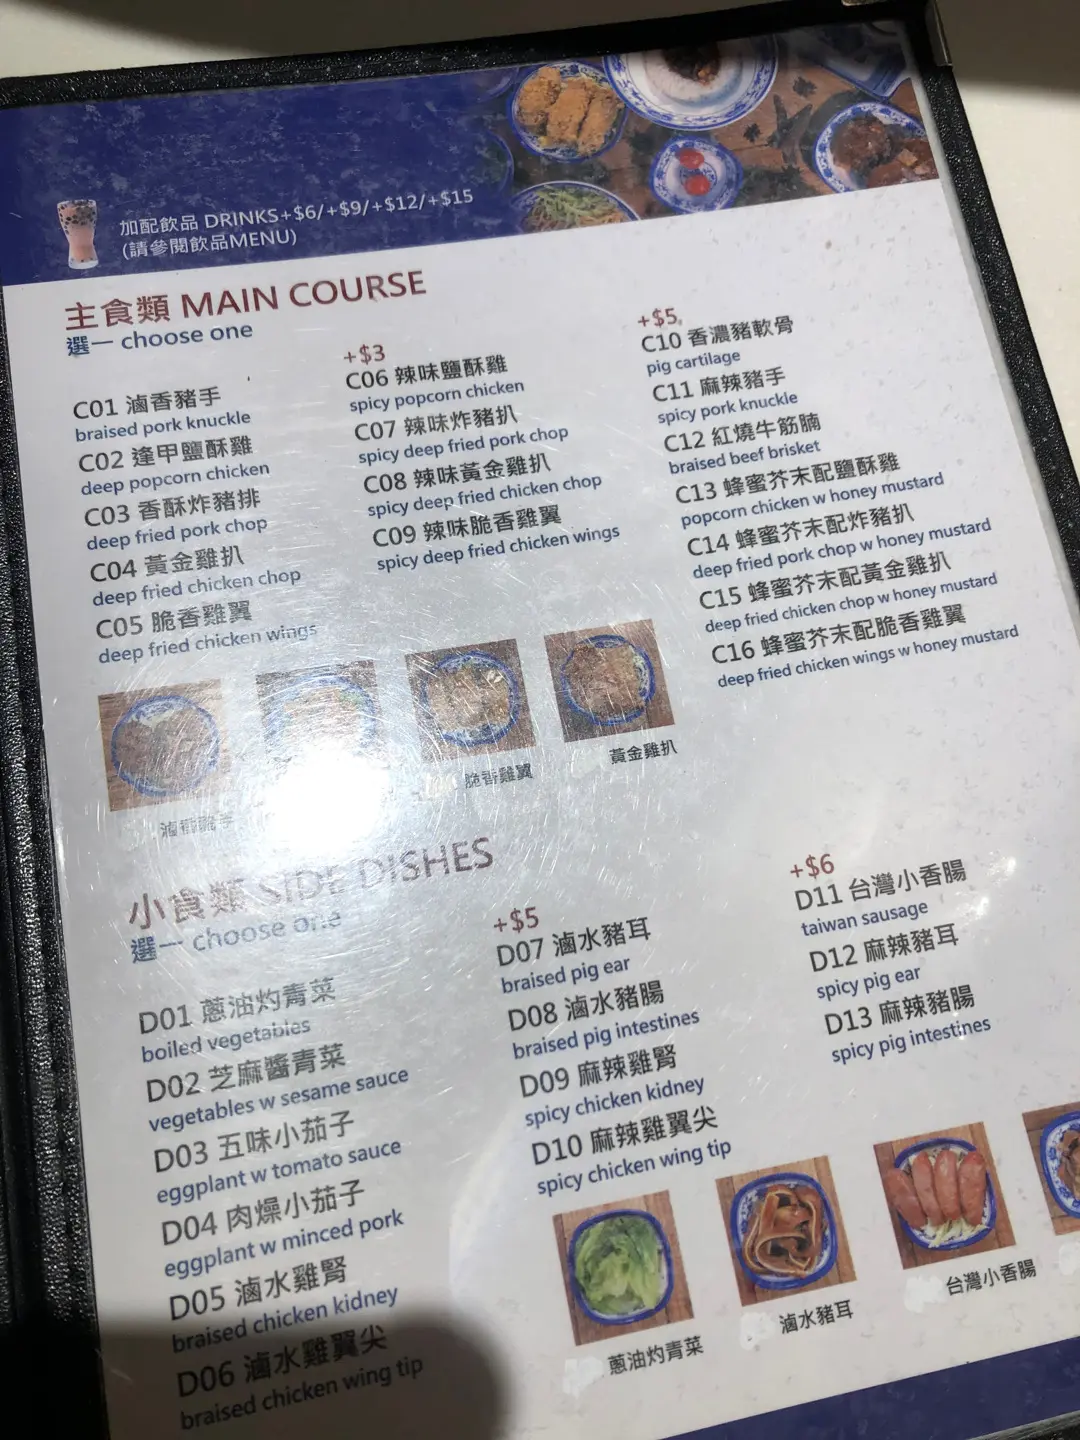 加配飲品 DRINKS+$6/+$9/+$12/+$15
(請參閱飲品MENU)
主食類 MAIN COURSE
選一 choose one
C01 滷香豬手
braised pork knuckle
C02 逢甲鹽酥雞
deep popcorn chicken
C03 香酥炸豬排
deep fried pork chop
C04 黃金雞扒
deep fried chicken chop
C05 脆香雞翼
deep fried chicken wings
+$3
C06 辣味鹽酥雞
spicy popcorn chicken
C07 辣味炸豬扒
spicy deep fried pork chop
C08 辣味黃金雞扒
spicy deep fried chicken chop
C09 辣味脆香雞翼
spicy deep fried chicken wings
+$5
C10 香濃豬軟骨
pig cartilage
C11 麻辣豬手
spicy pork knuckle
C12 紅燒牛筋腩
braised beef brisket
C13 蜂蜜芥末配鹽酥雞
popcorn chicken w honey mustard
C14 蜂蜜芥末配炸豬扒
deep fried pork chop w honey mustard
C15 蜂蜜芥末配黃金雞扒
deep fried chicken chop w honey mustard
C16 蜂蜜芥末配脆香雞翼
deep fried chicken wings w honey mustard
脆香雞翼
黃金雞扒
小食類 SIDE DISHES
選一 choose one
D01 蔥油灼青菜
boiled vegetables
D02 芝麻醬青菜
vegetables w sesame sauce
D03 五味小茄子
eggplant w tomato sauce
D04 肉燥小茄子
eggplant w minced pork
D05 滷水雞腎
braised chicken kidney
D06 滷水雞翼尖
braised chicken wing tip
+$5
D07 滷水豬耳
braised pig ear
D08 滷水豬腸
braised pig intestines
D09 麻辣雞腎
spicy chicken kidney
D10 麻辣雞翼尖
spicy chicken wing tip
+$6
D11 台灣小香腸
taiwan sausage
D12 麻辣豬耳
spicy pig ear
D13 麻辣豬腸
spicy pig intestines
蔥油灼青菜
滷水豬耳
台灣小香腸